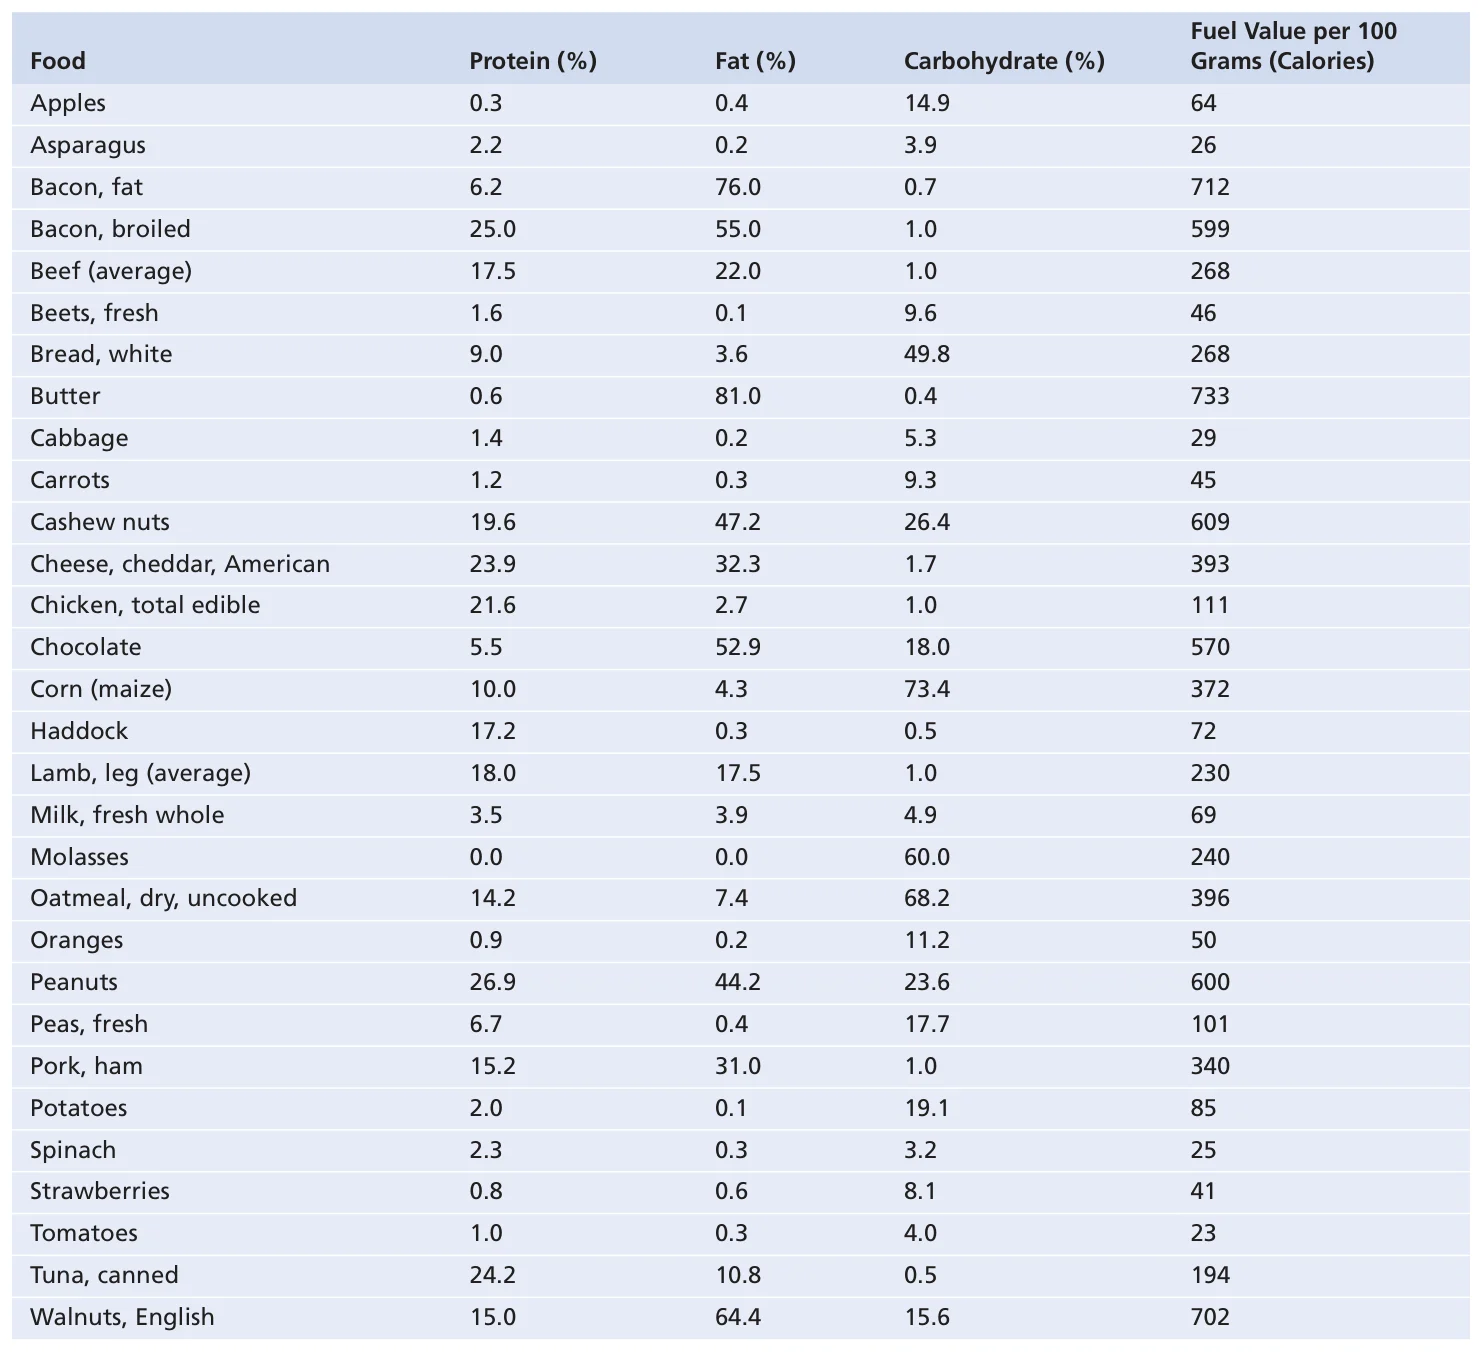 Food Protein (%) Fat (%) Carbohydrate (%) Fuel Value per 100 Grams (Calories)
Apples 0.3 0.4 14.9 64
Asparagus 2.2 0.2 3.9 26
Bacon, fat 6.2 76.0 0.7 712
Bacon, broiled 25.0 55.0 1.0 599
Beef (average) 17.5 22.0 1.0 268
Beets, fresh 1.6 0.1 9.6 46
Bread, white 9.0 3.6 49.8 268
Butter 0.6 81.0 0.4 733
Cabbage 1.4 0.2 5.3 29
Carrots 1.2 0.3 9.3 45
Cashew nuts 19.6 47.2 26.4 609
Cheese, cheddar, American 23.9 32.3 1.7 393
Chicken, total edible 21.6 2.7 1.0 111
Chocolate 5.5 52.9 18.0 570
Corn (maize) 10.0 4.3 73.4 372
Haddock 17.2 0.3 0.5 72
Lamb, leg (average) 18.0 17.5 1.0 230
Milk, fresh whole 3.5 3.9 4.9 69
Molasses 0.0 0.0 60.0 240
Oatmeal, dry, uncooked 14.2 7.4 68.2 396
Oranges 0.9 0.2 11.2 50
Peanuts 26.9 44.2 23.6 600
Peas, fresh 6.7 0.4 17.7 101
Pork, ham 15.2 31.0 1.0 340
Potatoes 2.0 0.1 19.1 85
Spinach 2.3 0.3 3.2 25
Strawberries 0.8 0.6 8.1 41
Tomatoes 1.0 0.3 4.0 23
Tuna, canned 24.2 10.8 0.5 194
Walnuts, English 15.0 64.4 15.6 702